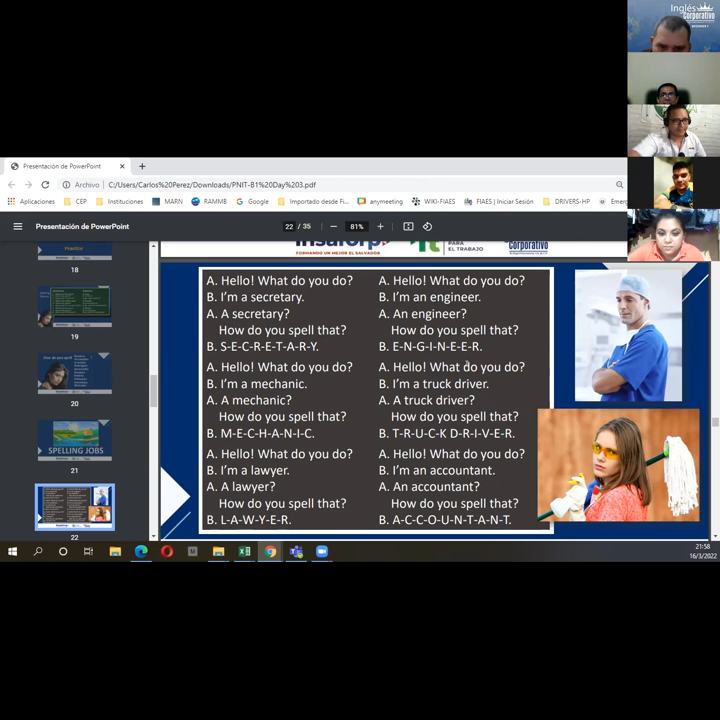 Inglés
corporativo
Presentación de PowerPoint
Archivo
C:/Users/Carlos%20Perez/Downloads/PNIT-B1%20Day%203.pdf
Aplicaciones
CEP
Instituciones
MARN
RAMMB
Google
Importado desde Fi...
anymeeting
WIKI-FIAES
FIAES | Iniciar Sesión
DRIVERS-HP
Presentación de PowerPoint
22 / 35
81%
Practice
18
19
20
SPELLING JOBS
21
22
insaforp
FORMANDO UN MEJOR EL SALVADOR
PARA
EL TRABAJO
corporativo
A. Hello! What do you do?
B. I'm a secretary.
A. A secretary?
How do you spell that?
B. S-E-C-R-E-T-A-R-Y.
A. Hello! What do you do?
B. I'm a mechanic.
A. A mechanic?
How do you spell that?
B. M-E-C-H-A-N-I-C.
A. Hello! What do you do?
B. I'm a lawyer.
A. A lawyer?
How do you spell that?
B. L-A-W-Y-E-R.
A. Hello! What do you do?
B. I'm an engineer.
A. An engineer?
How do you spell that?
B. E-N-G-I-N-E-E-R.
A. Hello! What do you do?
B. I'm a truck driver.
A. A truck driver?
How do you spell that?
B. T-R-U-C-K D-R-I-V-E-R.
A. Hello! What do you do?
B. I'm an accountant.
A. An accountant?
How do you spell that?
B. A-C-C-O-U-N-T-A-N-T.
21:58
16/3/2022